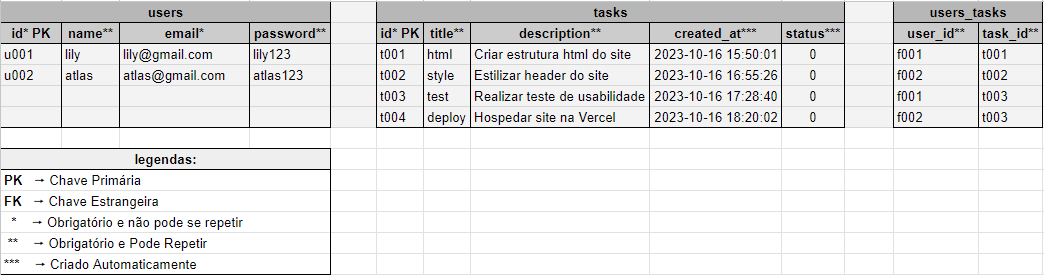 users tasks users_tasks
id* PK name** email* password** id* PK title** description** created_at*** status*** user_id** task_id**
u001 lily lily@gmail.com lily123 t001 html Criar estrutura html do site 2023-10-16 15:50:01 0 f001 t001
u002 atlas atlas@gmail.com atlas123 t002 style Estilizar header do site 2023-10-16 16:55:26 0 f002 t002
t003 test Realizar teste de usabilidade 2023-10-16 17:28:40 0 f001 t003
t004 deploy Hospedar site na Vercel 2023-10-16 18:20:02 0 f002 t003
legendas:
PK → Chave Primária
FK → Chave Estrangeira
* → Obrigatório e não pode se repetir
** → Obrigatório e Pode Repetir
*** → Criado Automaticamente